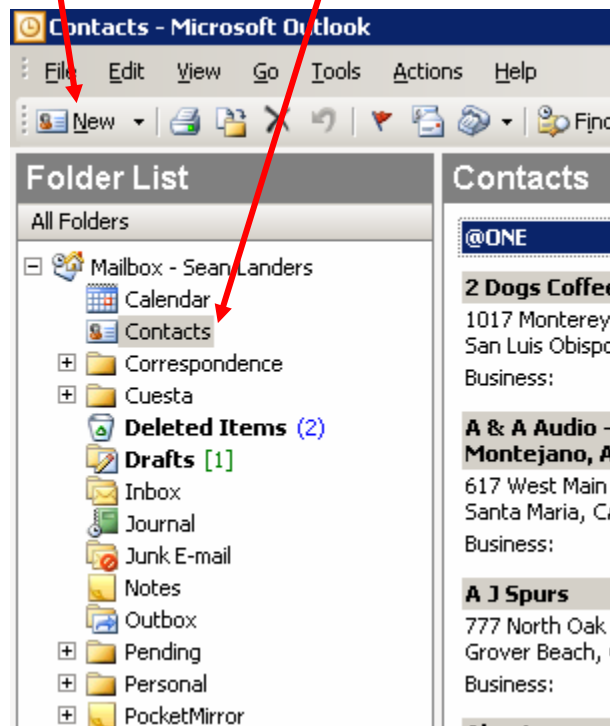 Contacts - Microsoft Outlook
File Edit View Go Tools Actions Help
New Find
Folder List
All Folders
Mailbox - Sean Landers
Calendar
Contacts
Correspondence
Cuesta
Deleted Items (2)
Drafts [1]
Inbox
Journal
Junk E-mail
Notes
Outbox
Pending
Personal
PocketMirror
Contacts
@ONE
2 Dogs Coffee
1017 Monterey
San Luis Obispo
Business:
A & A Audio -
Montejano, A
617 West Main
Santa Maria, CA
Business:
A J Spurs
777 North Oak
Grover Beach,
Business: